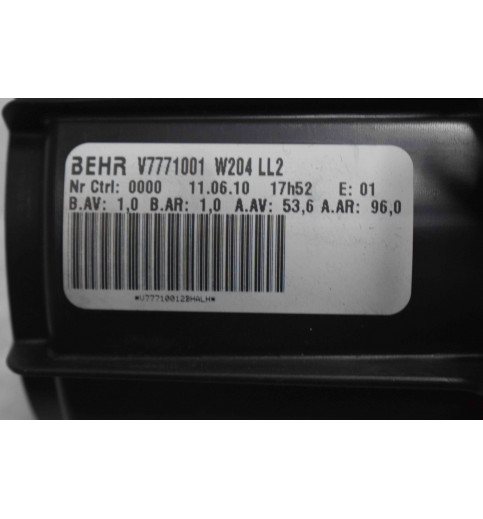 BEHR V7771001 W204 LL2
Nr Ctrl: 0000 11.06.10 17h52 E: 01
B.AV: 1,0 B.AR: 1,0 A.AV: 53,6 A.AR: 96,0
*V77710012BHALH*